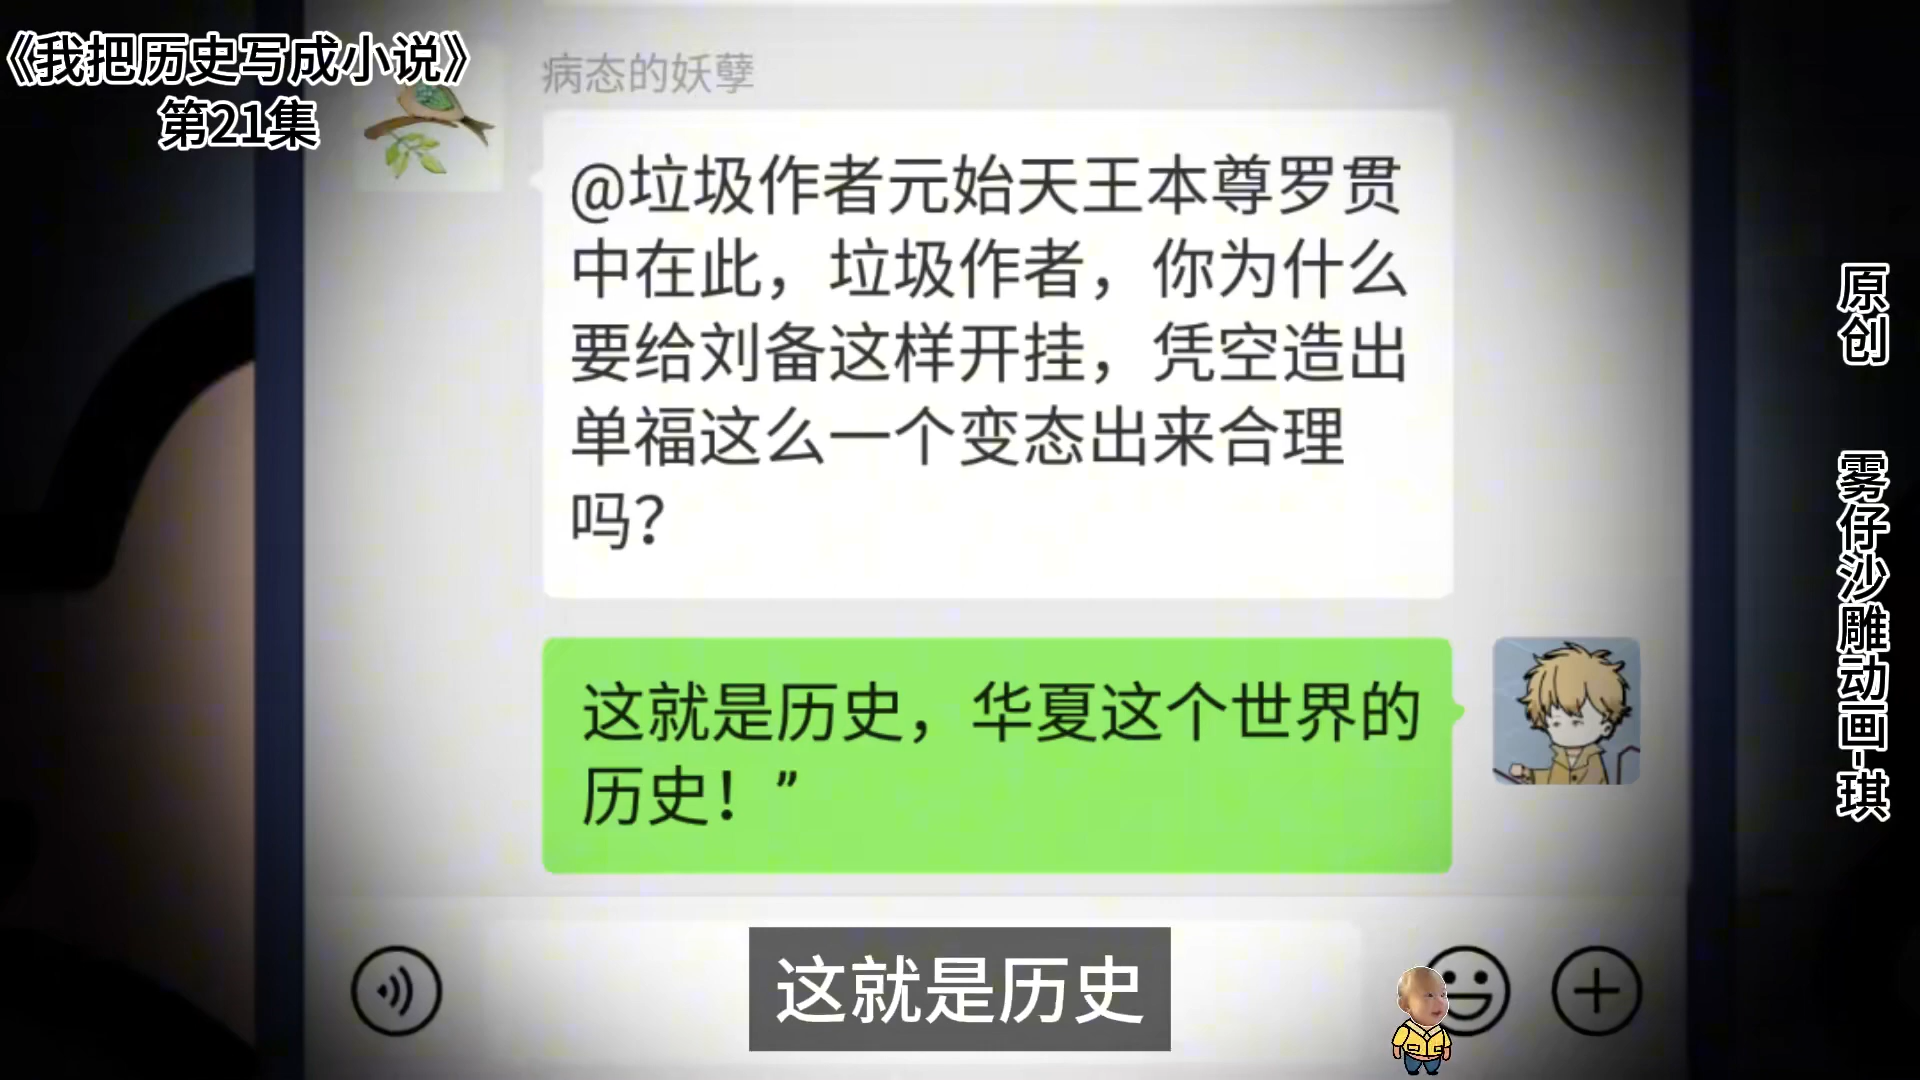 《我把历史写成小说》
第21集
病态的妖孽
@垃圾作者元始天王本尊罗贯
中在此，垃圾作者，你为什么
要给刘备这样开挂，凭空造出
单福这么一个变态出来合理
吗？
这就是历史，华夏这个世界的
历史！”
这就是历史
原创
雾仔沙雕动画-琪